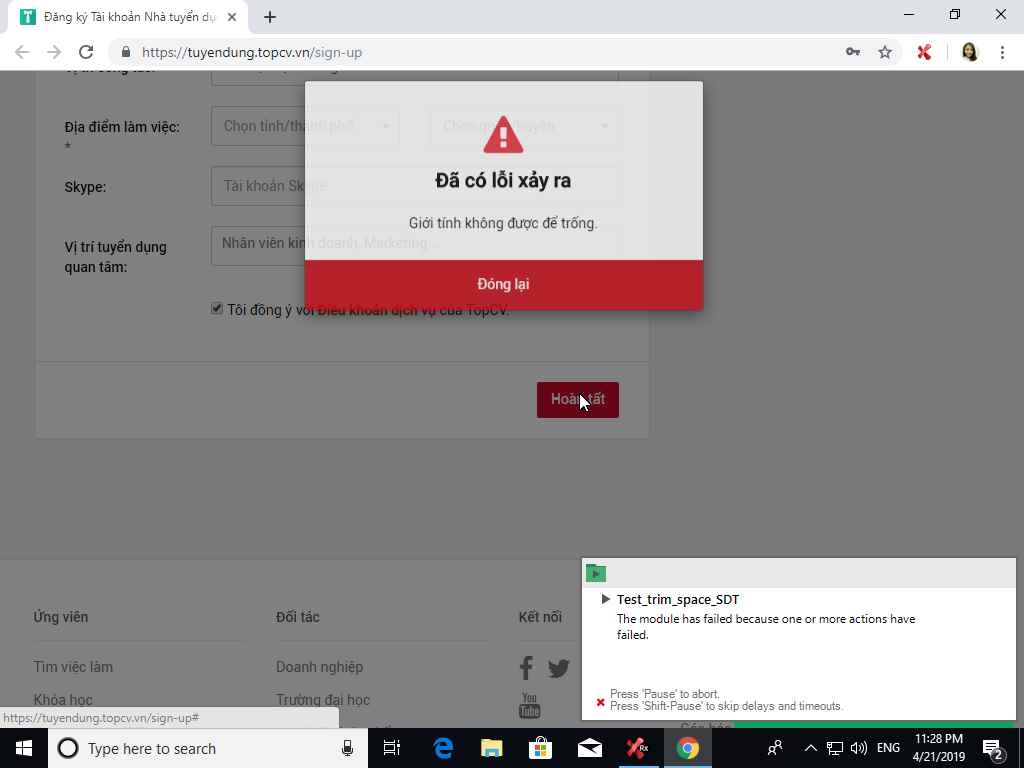 Đăng ký Tài khoản Nhà tuyển dụ
https://tuyendung.topcv.vn/sign-up
Địa điểm làm việc:
*
Chọn tỉnh/thành phố
Skype:
Tài khoản Skype
Vị trí tuyển dụng
quan tâm:
Nhân viên kinh doanh, Marketing...
Tôi đồng ý với Điều khoản dịch vụ của TopCV.
Đã có lỗi xảy ra
Giới tính không được để trống.
Đóng lại
Hoàn tất
Ứng viên
Đối tác
Kết nối
Tìm việc làm
Doanh nghiệp
Khóa học
Trường đại học
You
Tube
https://tuyendung.topcv.vn/sign-up#
Test_trim_space_SDT
The module has failed because one or more actions have
failed.
Press 'Pause' to abort.
Press 'Shift-Pause' to skip delays and timeouts.
Type here to search
Rx
ENG
11:28 PM
4/21/2019
2